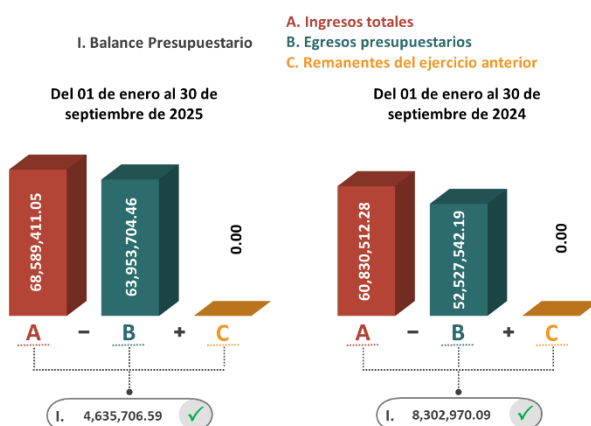 A. Ingresos totales
I. Balance Presupuestario
B. Egresos presupuestarios
C. Remanentes del ejercicio anterior
Del 01 de enero al 30 de
septiembre de 2025
68,589,411.05
63,953,704.46
0.00
A – B + C
I. 4,635,706.59
Del 01 de enero al 30 de
septiembre de 2024
60,830,512.28
52,527,542.19
0.00
A – B + C
I. 8,302,970.09